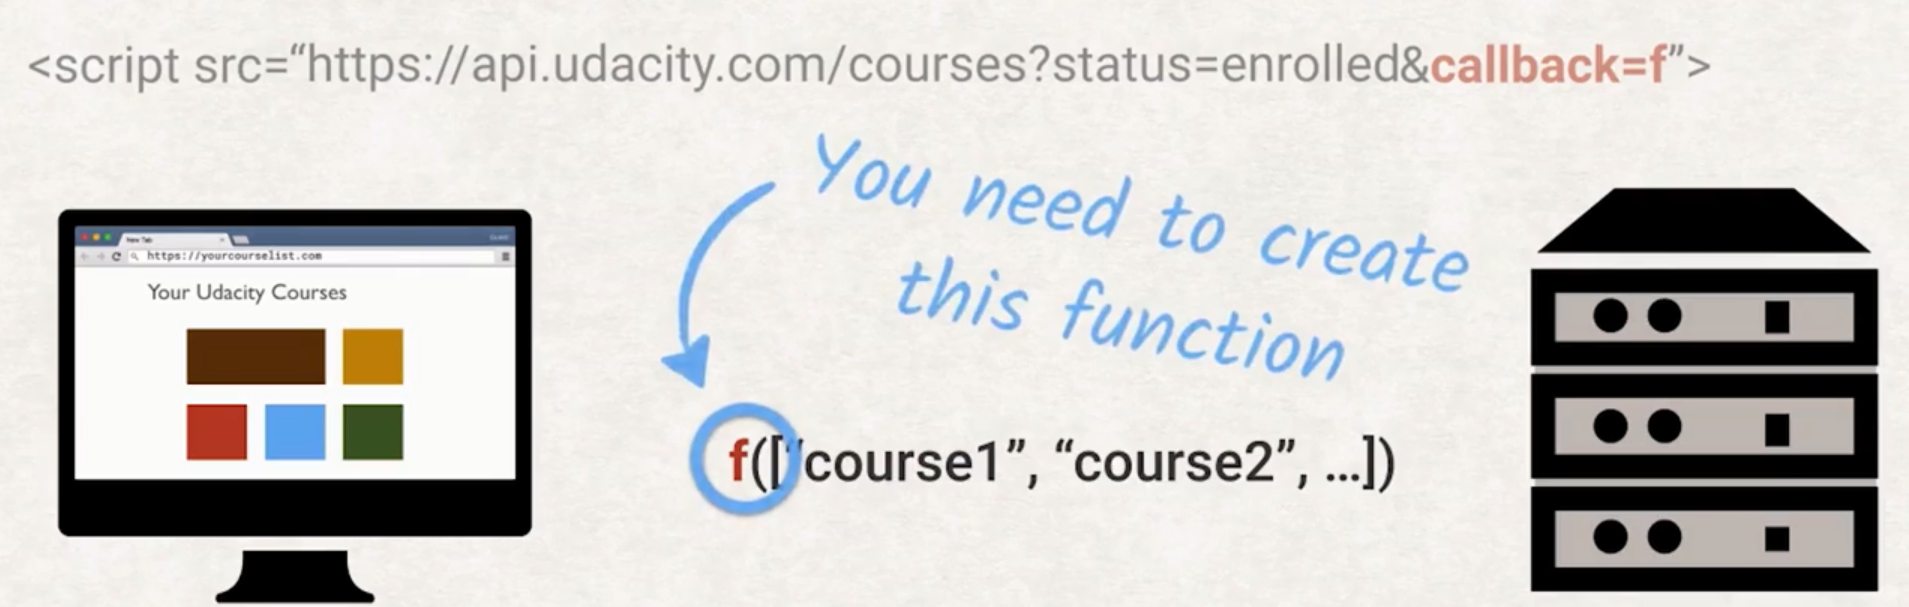 <script src=“https://api.udacity.com/courses?status=enrolled&callback=f”>
You need to create
this function
New Tab
https://yourcourselist.com
Your Udacity Courses
f([“course1”, “course2”, ...])